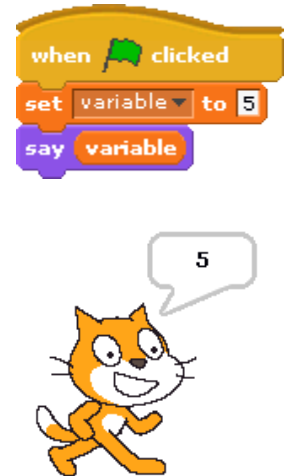 when clicked
set variable to 5
say variable
5